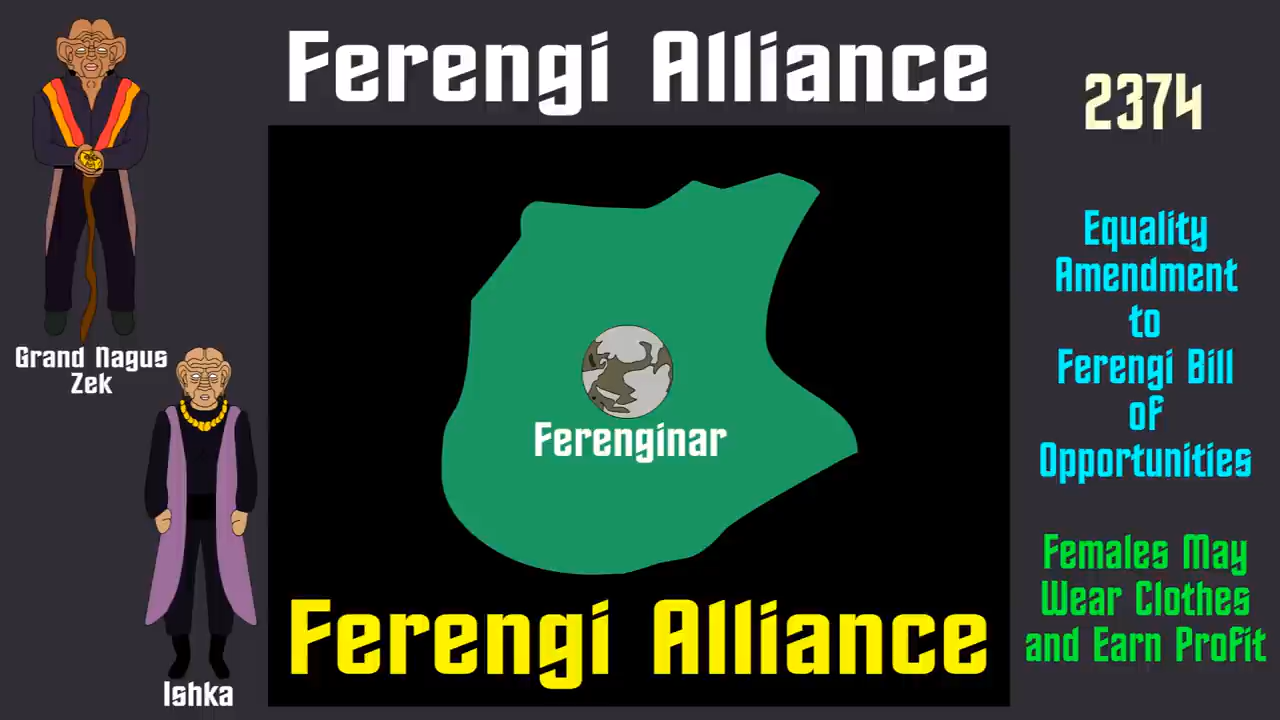 Ferengi Alliance
2374
Grand Nagus
Zek
Ishka
Ferenginar
Ferengi Alliance
Equality
Amendment
to
Ferengi Bill
of
Opportunities
Females May
Wear Clothes
and Earn Profit